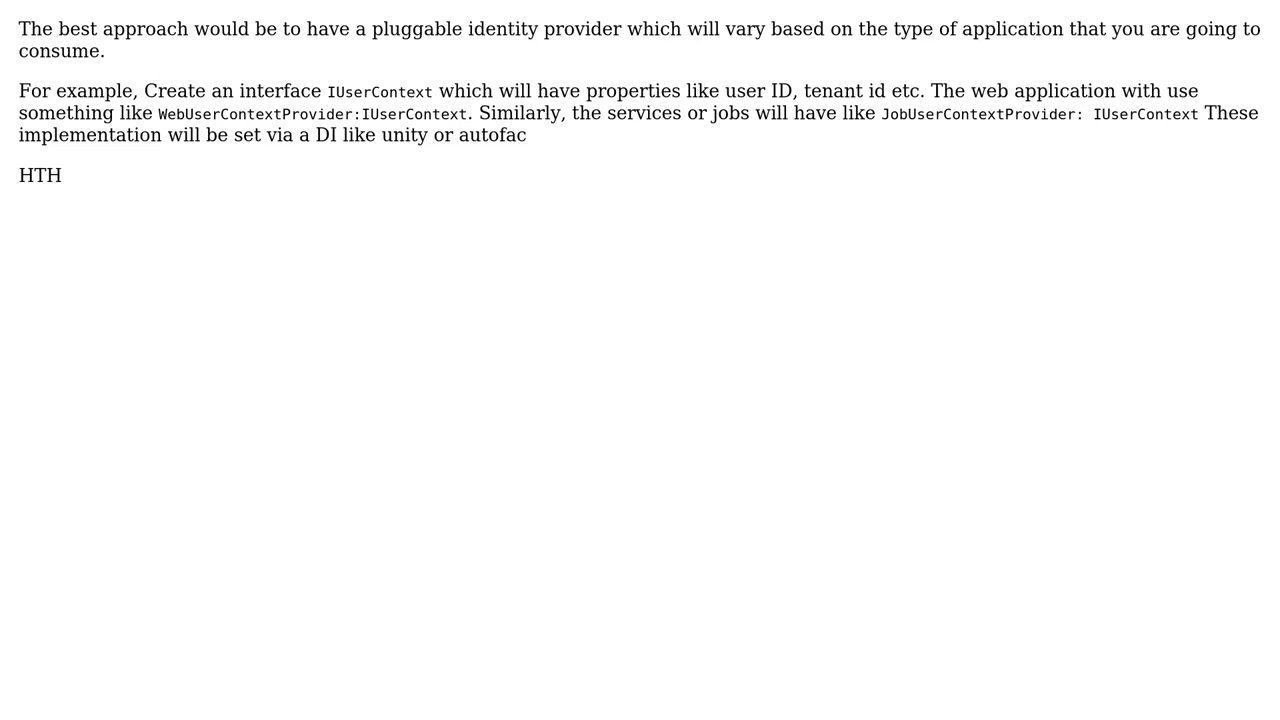 The best approach would be to have a pluggable identity provider which will vary based on the type of application that you are going to
consume.
For example, Create an interface IUserContext which will have properties like user ID, tenant id etc. The web application with use
something like WebUserContextProvider:IUserContext. Similarly, the services or jobs will have like JobUserContextProvider: IUserContext These
implementation will be set via a DI like unity or autofac
HTH